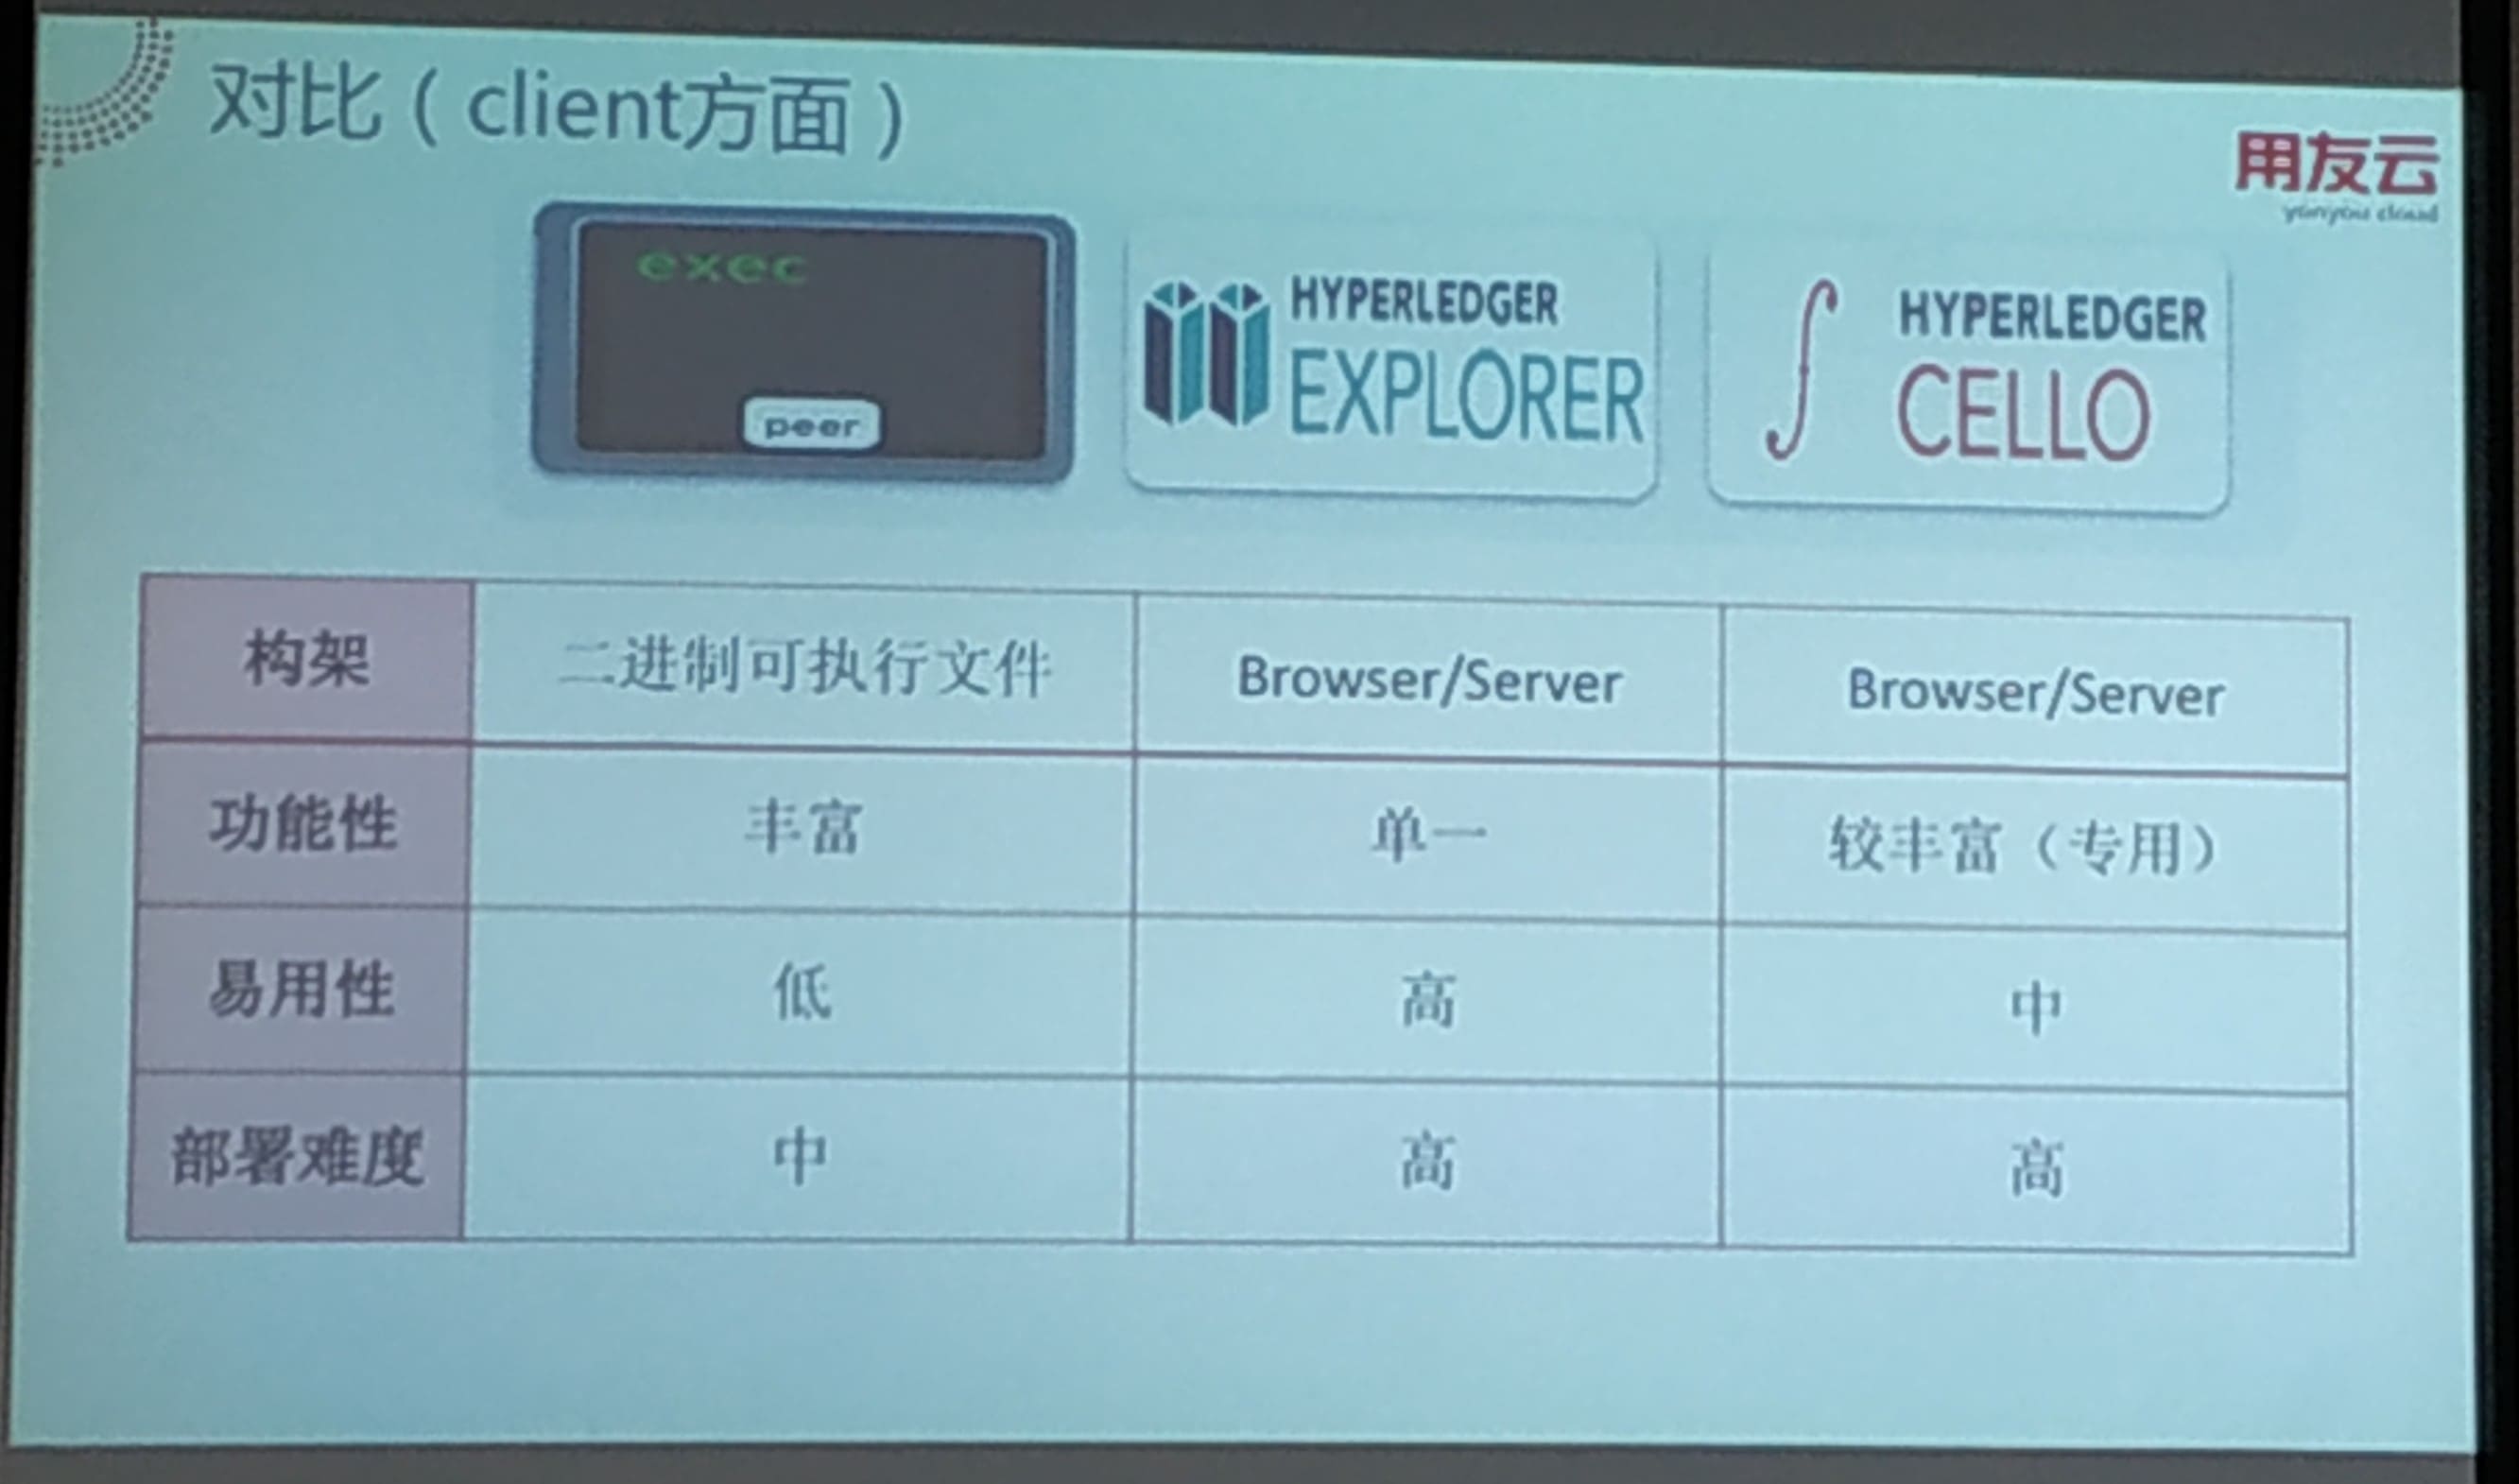 对比（client方面）
用友云
yonyou cloud
exec
peer
HYPERLEDGER
EXPLORER
HYPERLEDGER
CELLO
构架 二进制可执行文件 Browser/Server Browser/Server
功能性 丰富 单一 较丰富（专用）
易用性 低 高 中
部署难度 中 高 高